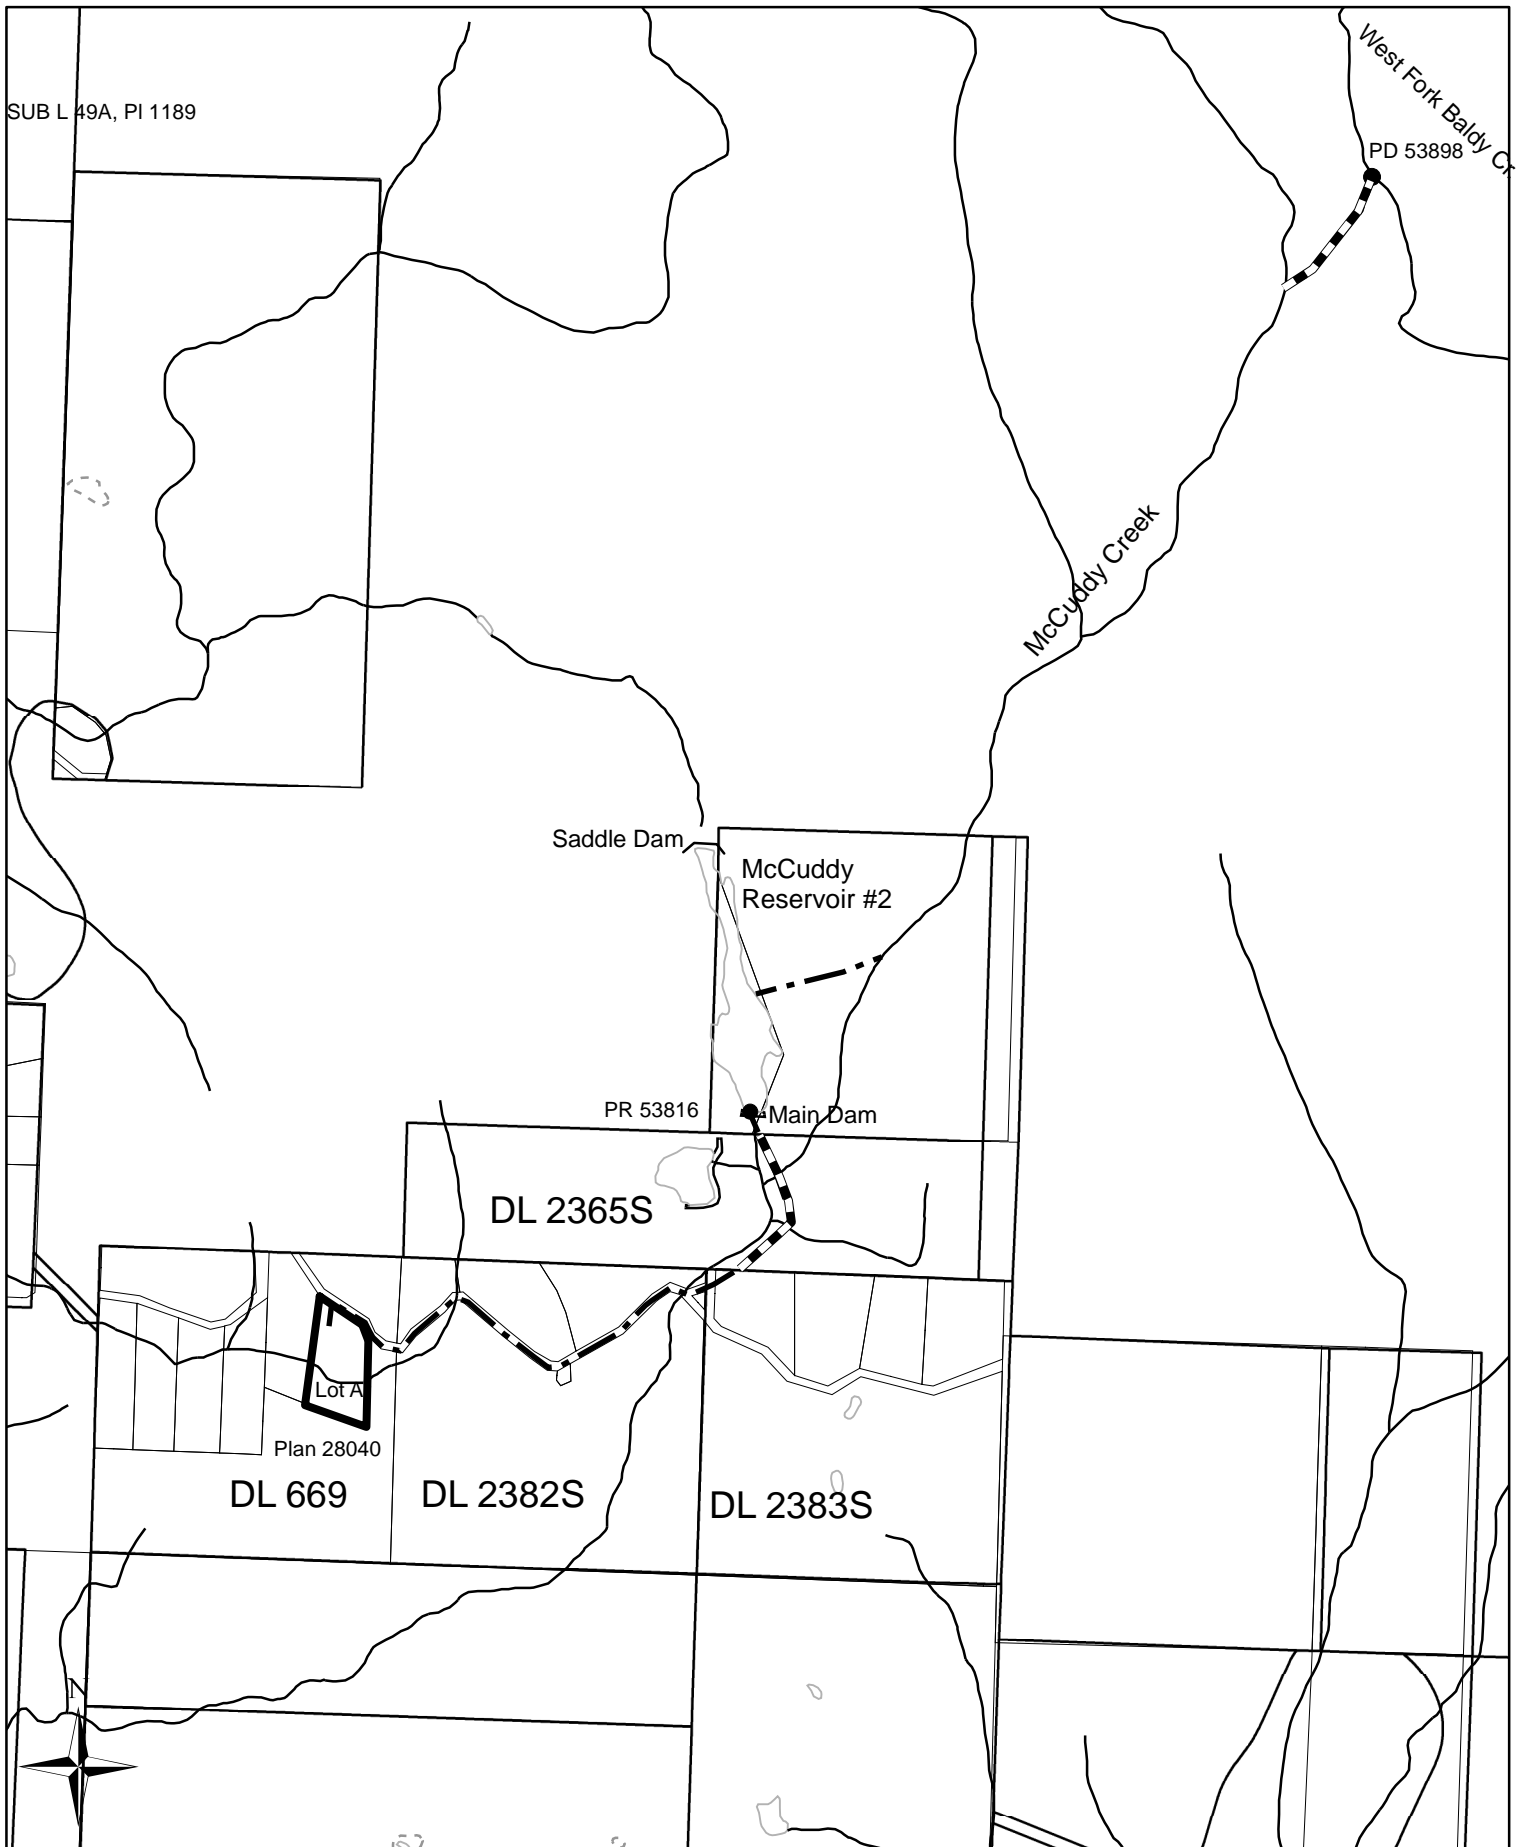 West Fork Baldy Cr.
SUB L 49A, Pl 1189
PD 53898
McCuddy Creek
Saddle Dam
McCuddy
Reservoir #2
PR 53816
Main Dam
DL 2365S
Lot A
Plan 28040
DL 669
DL 2382S
DL 2383S